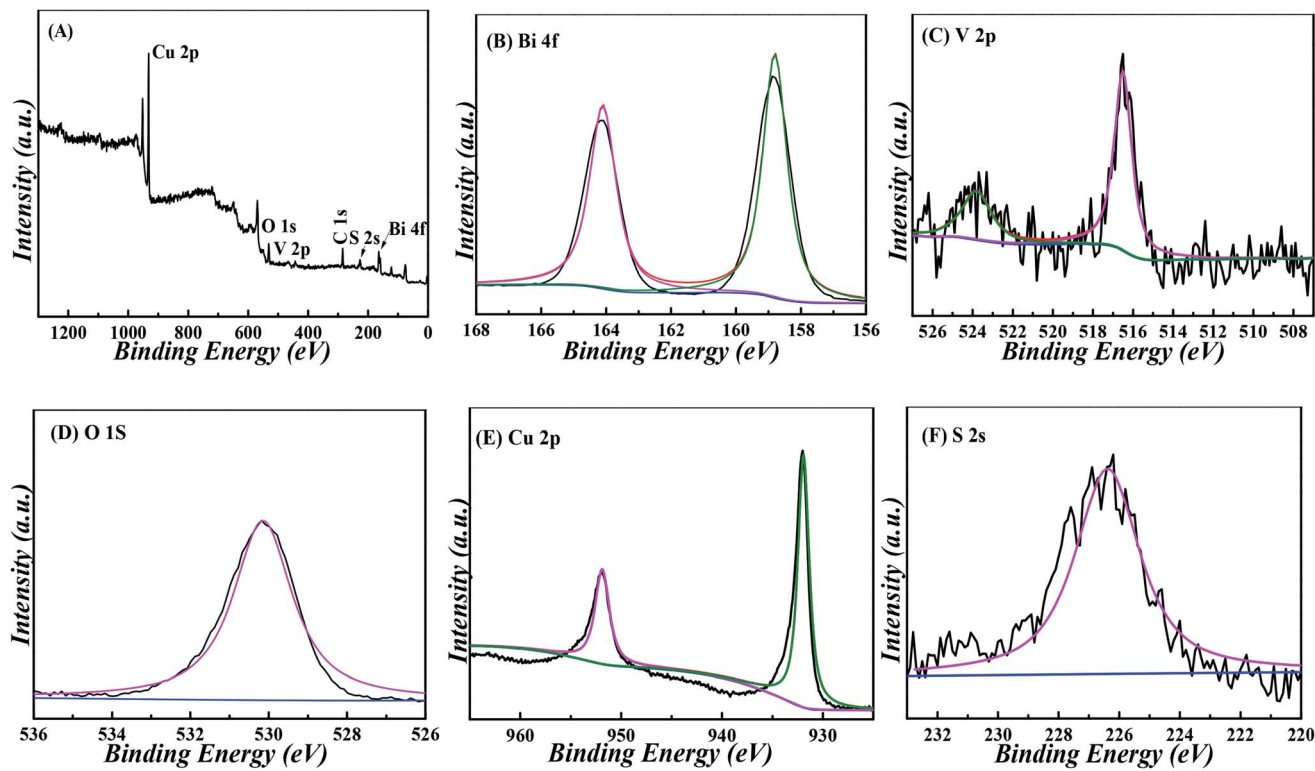 (A)
Cu 2p
O 1s
V 2p
C 1s
S 2s
Bi 4f
Intensity (a.u.)
1200 1000 800 600 400 200 0
Binding Energy (eV)
(B) Bi 4f
Intensity (a.u.)
168 166 164 162 160 158 156
Binding Energy (eV)
(C) V 2p
Intensity (a.u.)
526 524 522 520 518 516 514 512 510 508
Binding Energy (eV)
(D) O 1S
Intensity (a.u.)
536 534 532 530 528 526
Binding Energy (eV)
(E) Cu 2p
Intensity (a.u.)
960 950 940 930
Binding Energy (eV)
(F) S 2s
Intensity (a.u.)
232 230 228 226 224 222 220
Binding Energy (eV)